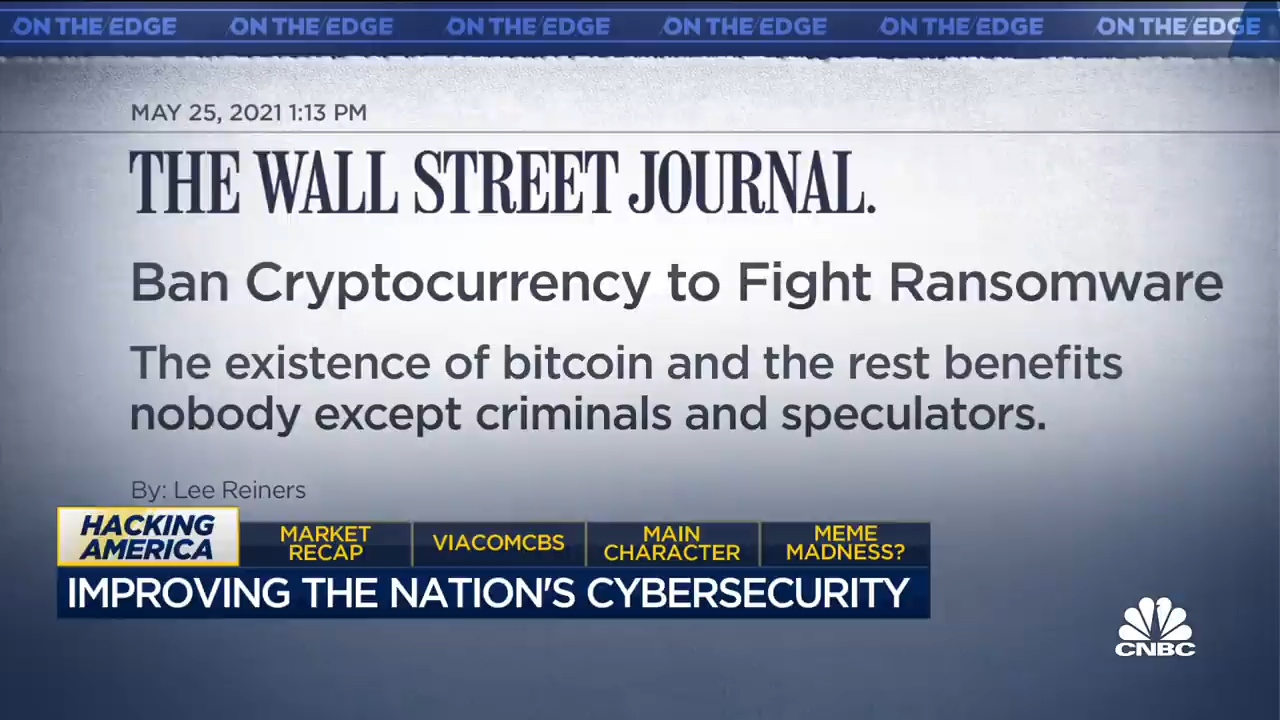 ON THE/EDGE ON THE/EDGE ON THE/EDGE ON THE/EDGE ON THE/EDGE ON THE/EDGE
MAY 25, 2021 1:13 PM
THE WALL STREET JOURNAL.
Ban Cryptocurrency to Fight Ransomware
The existence of bitcoin and the rest benefits
nobody except criminals and speculators.
By: Lee Reiners
HACKING
AMERICA
MARKET
RECAP
VIACOMCBS
MAIN
CHARACTER
MEME
MADNESS?
IMPROVING THE NATION'S CYBERSECURITY
CNBC